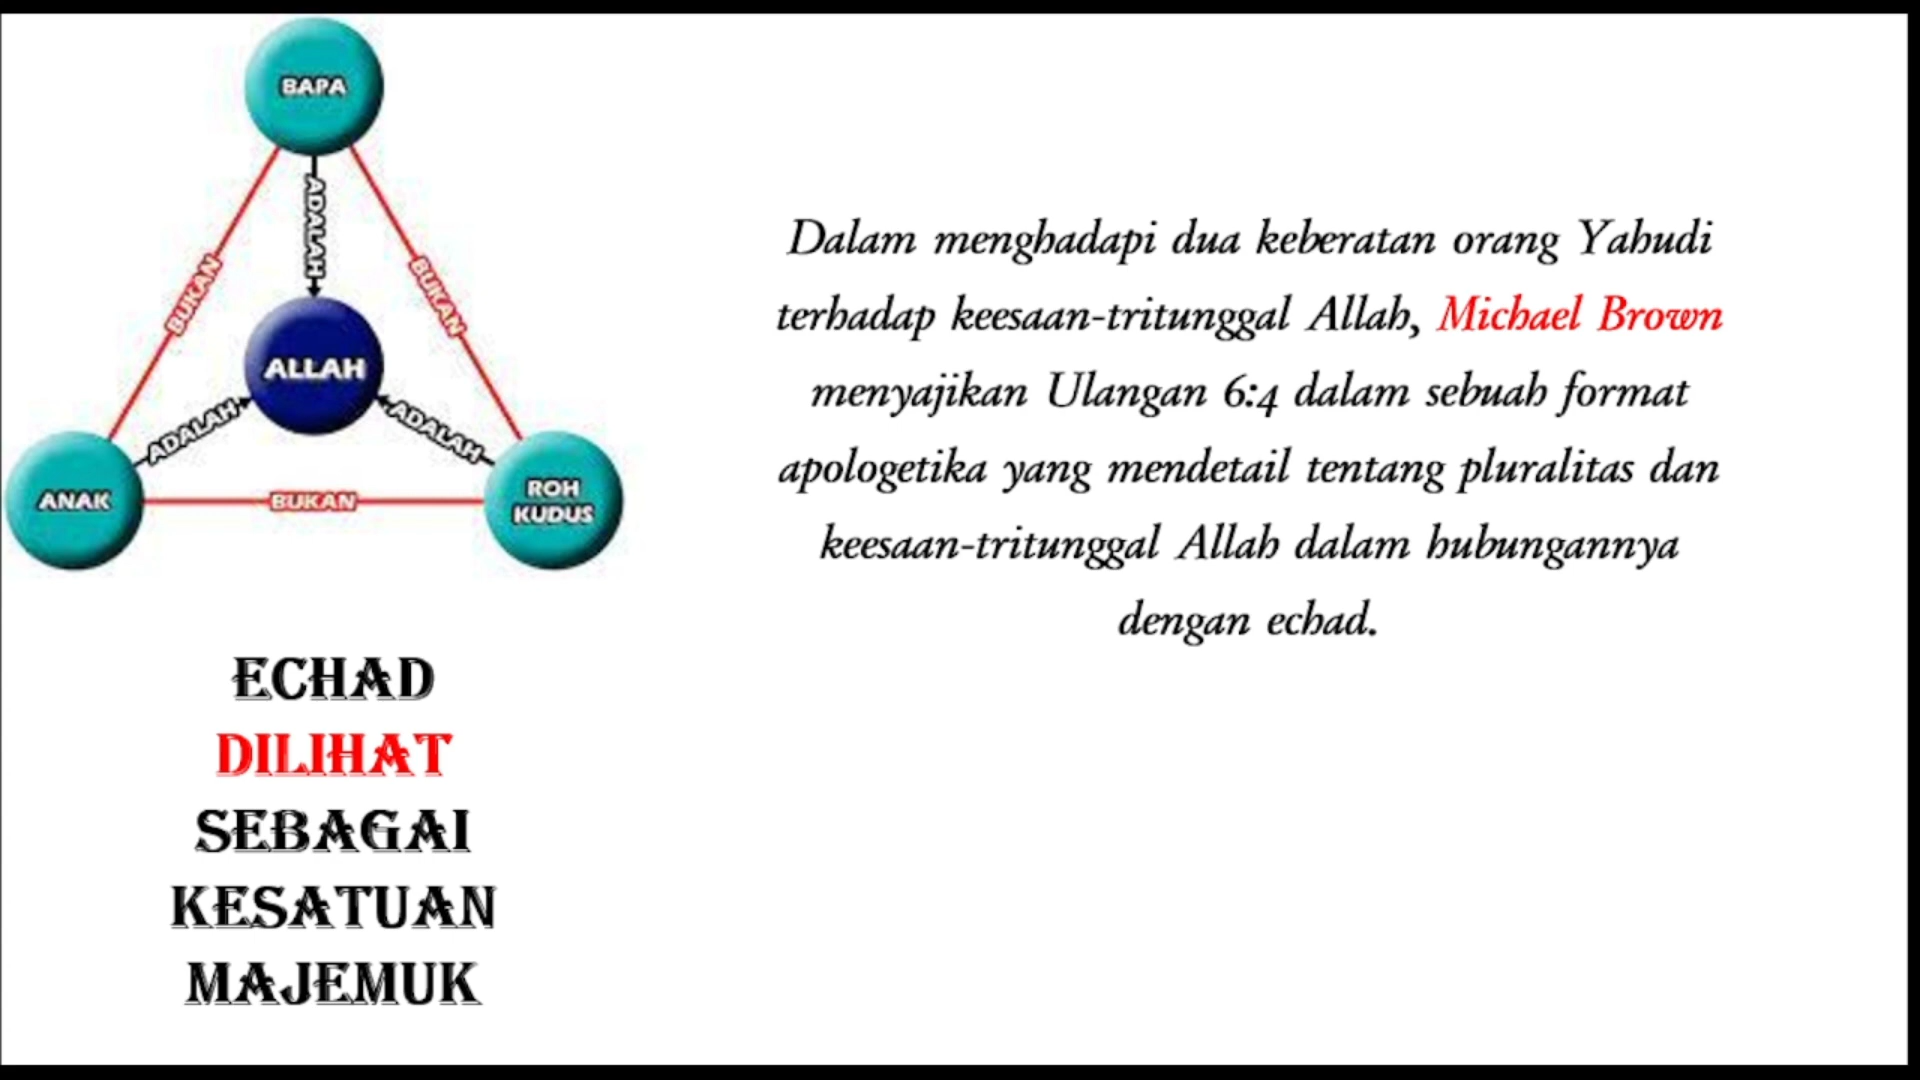 BAPA
ADALAH
BUKAN
BUKAN
ALLAH
ADALAH
ADALAH
ANAK
BUKAN
ROH
KUDUS
ECHAD
DILIHAT
SEBAGAI
KESATUAN
MAJEMUK
Dalam menghadapi dua keberatan orang Yahudi
terhadap keesaan-tritunggal Allah, Michael Brown
menyajikan Ulangan 6:4 dalam sebuah format
apologetika yang mendetail tentang pluralitas dan
keesaan-tritunggal Allah dalam hubungannya
dengan echad.